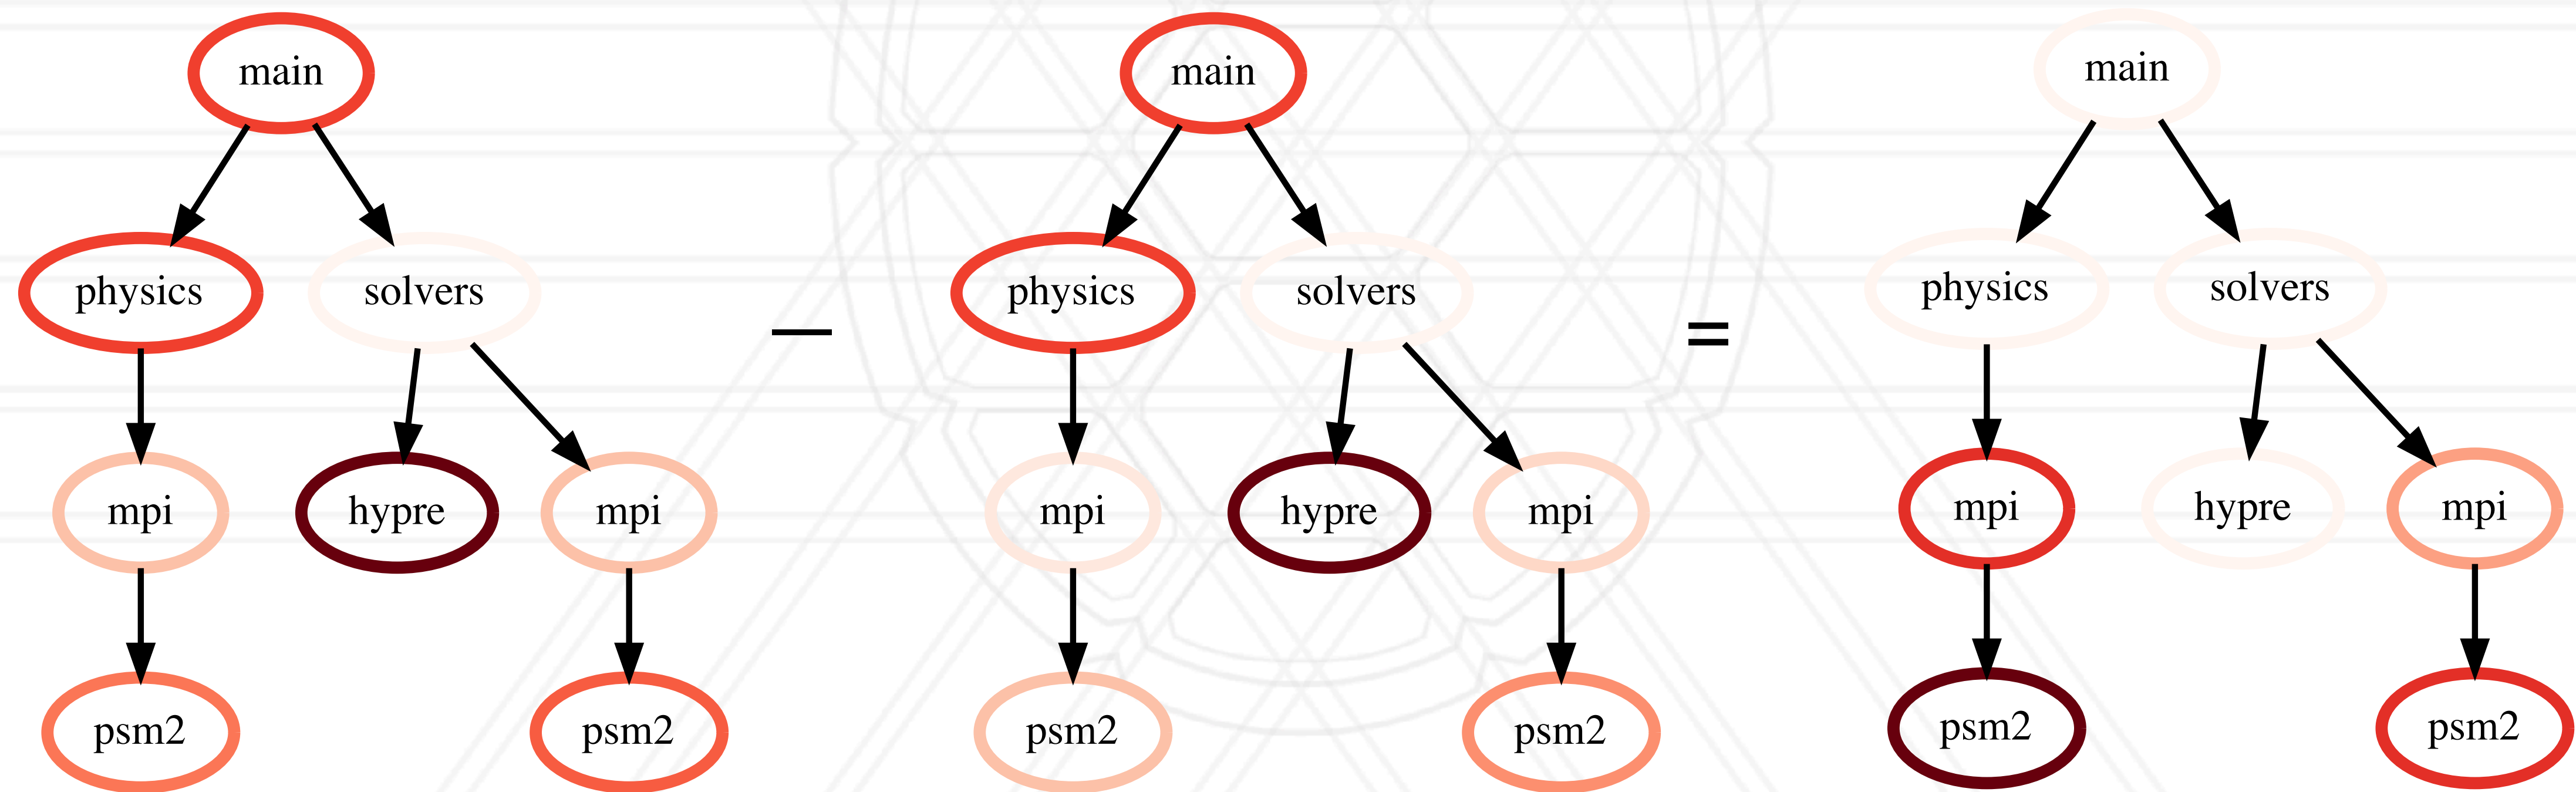 main main main
physics solvers — physics solvers = physics solvers
mpi hypre mpi mpi hypre mpi mpi hypre mpi
psm2 psm2 psm2 psm2 psm2 psm2